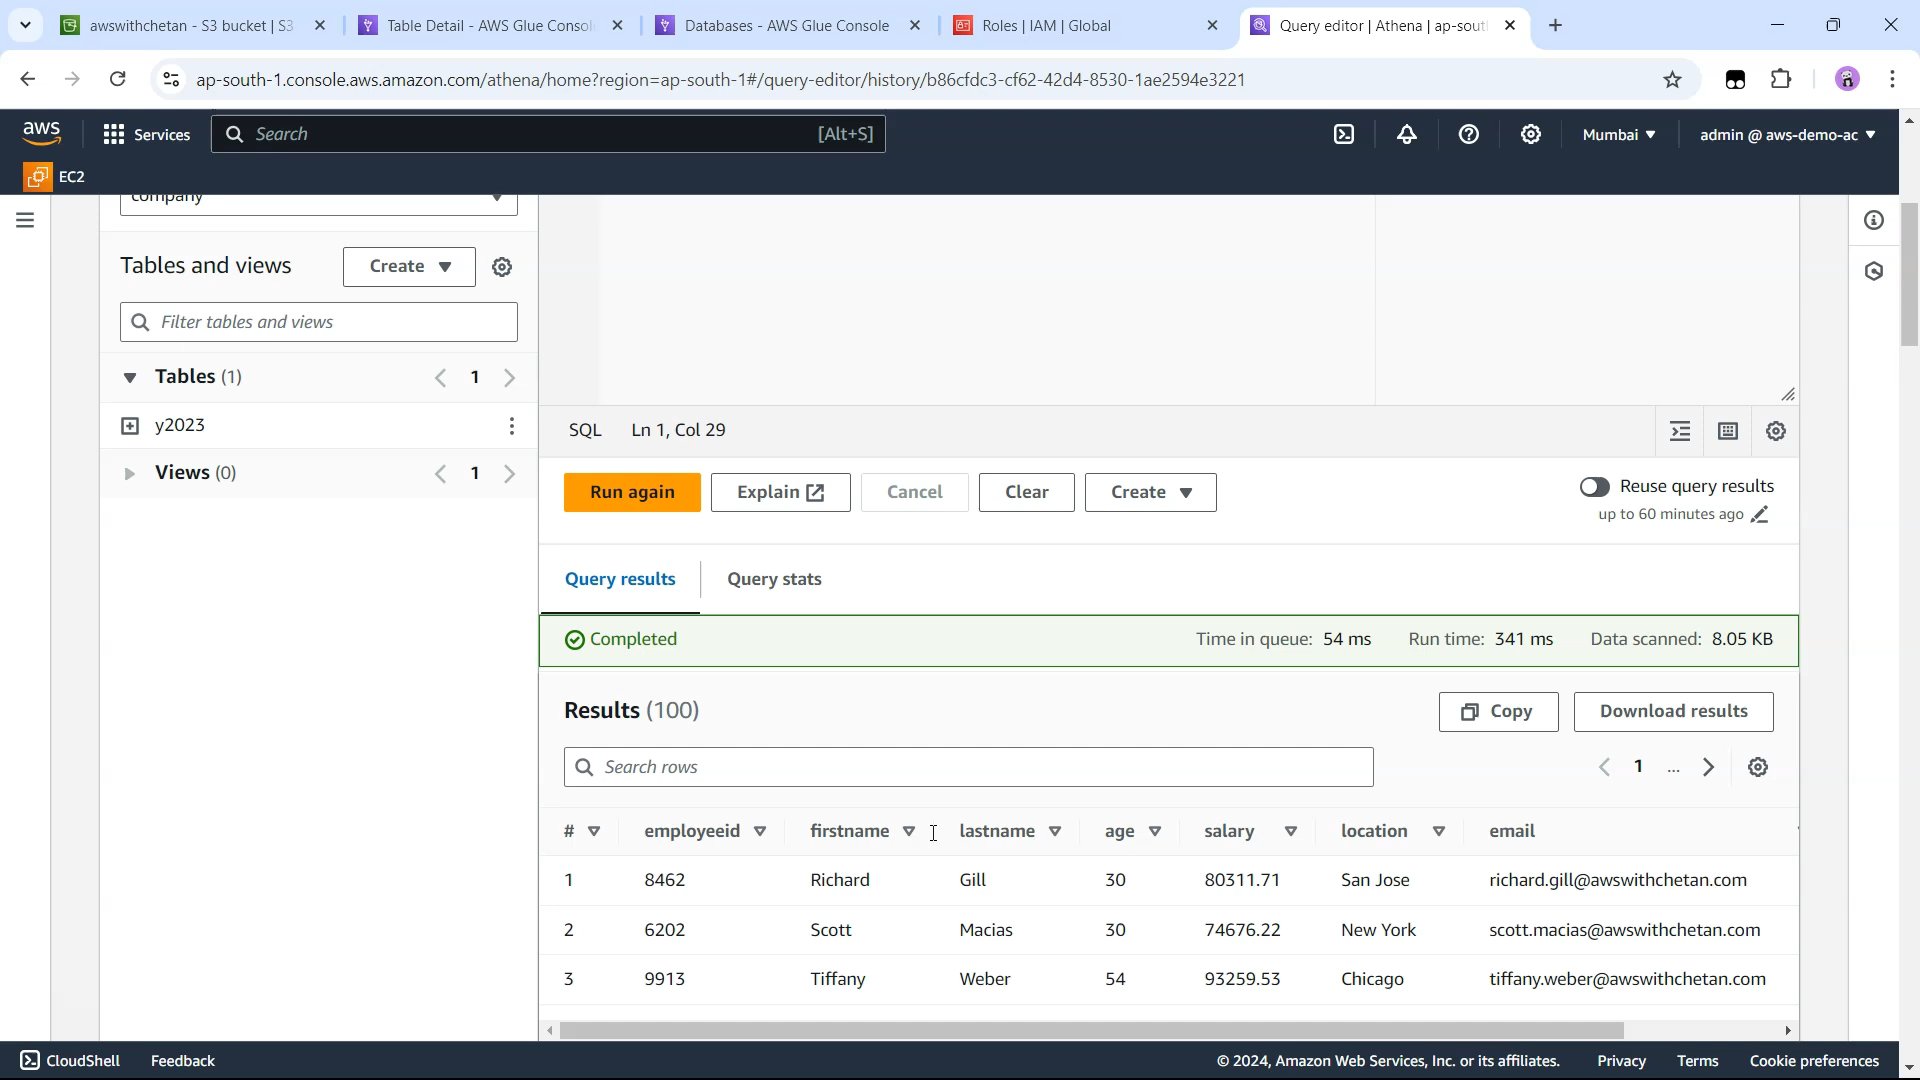 awswithchetan - S3 bucket | S3
Table Detail - AWS Glue Consol
Databases - AWS Glue Console
Roles | IAM | Global
Query editor | Athena | ap-sout
ap-south-1.console.aws.amazon.com/athena/home?region=ap-south-1#/query-editor/history/b86cfdc3-cf62-42d4-8530-1ae2594e3221
aws Services Search [Alt+S] Mumbai admin @ aws-demo-ac
EC2
company
Tables and views Create
Filter tables and views
Tables (1) 1
y2023
Views (0) 1
SQL Ln 1, Col 29
Run again Explain Cancel Clear Create
Reuse query results
up to 60 minutes ago
Query results Query stats
Completed Time in queue: 54 ms Run time: 341 ms Data scanned: 8.05 KB
Results (100) Copy Download results
Search rows 1 ...
# employeeid firstname lastname age salary location email
1 8462 Richard Gill 30 80311.71 San Jose richard.gill@awswithchetan.com
2 6202 Scott Macias 30 74676.22 New York scott.macias@awswithchetan.com
3 9913 Tiffany Weber 54 93259.53 Chicago tiffany.weber@awswithchetan.com
CloudShell Feedback © 2024, Amazon Web Services, Inc. or its affiliates. Privacy Terms Cookie preferences